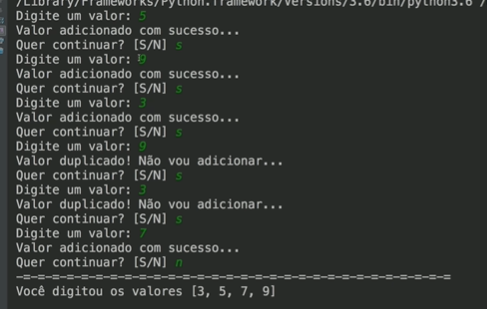 /Library/Frameworks/Python.framework/Versions/3.6/bin/python3.6 /
Digite um valor: 5
Valor adicionado com sucesso...
Quer continuar? [S/N] s
Digite um valor: 9
Valor adicionado com sucesso...
Quer continuar? [S/N] s
Digite um valor: 3
Valor adicionado com sucesso...
Quer continuar? [S/N] s
Digite um valor: 9
Valor duplicado! Não vou adicionar...
Quer continuar? [S/N] s
Digite um valor: 3
Valor duplicado! Não vou adicionar...
Quer continuar? [S/N] s
Digite um valor: 7
Valor adicionado com sucesso...
Quer continuar? [S/N] n
-=-=-=-=-=-=-=-=-=-=-=-=-=-=-=-=-=-=-=-=-=-=-=-=-=-=-=-=-=-=
Você digitou os valores [3, 5, 7, 9]